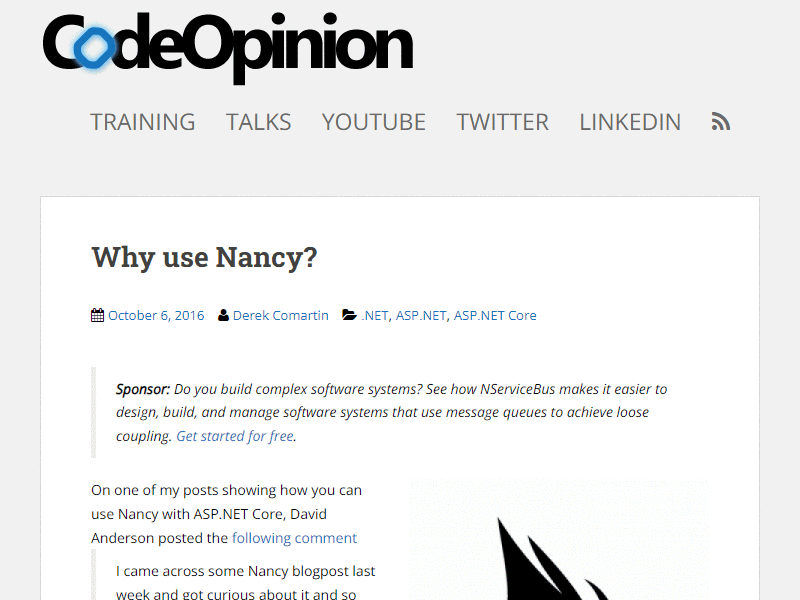 CodeOpinion
TRAINING TALKS YOUTUBE TWITTER LINKEDIN
Why use Nancy?
October 6, 2016 Derek Comartin .NET, ASP.NET, ASP.NET Core
Sponsor: Do you build complex software systems? See how NServiceBus makes it easier to
design, build, and manage software systems that use message queues to achieve loose
coupling. Get started for free.
On one of my posts showing how you can
use Nancy with ASP.NET Core, David
Anderson posted the following comment
I came across some Nancy blogpost last
week and got curious about it and so